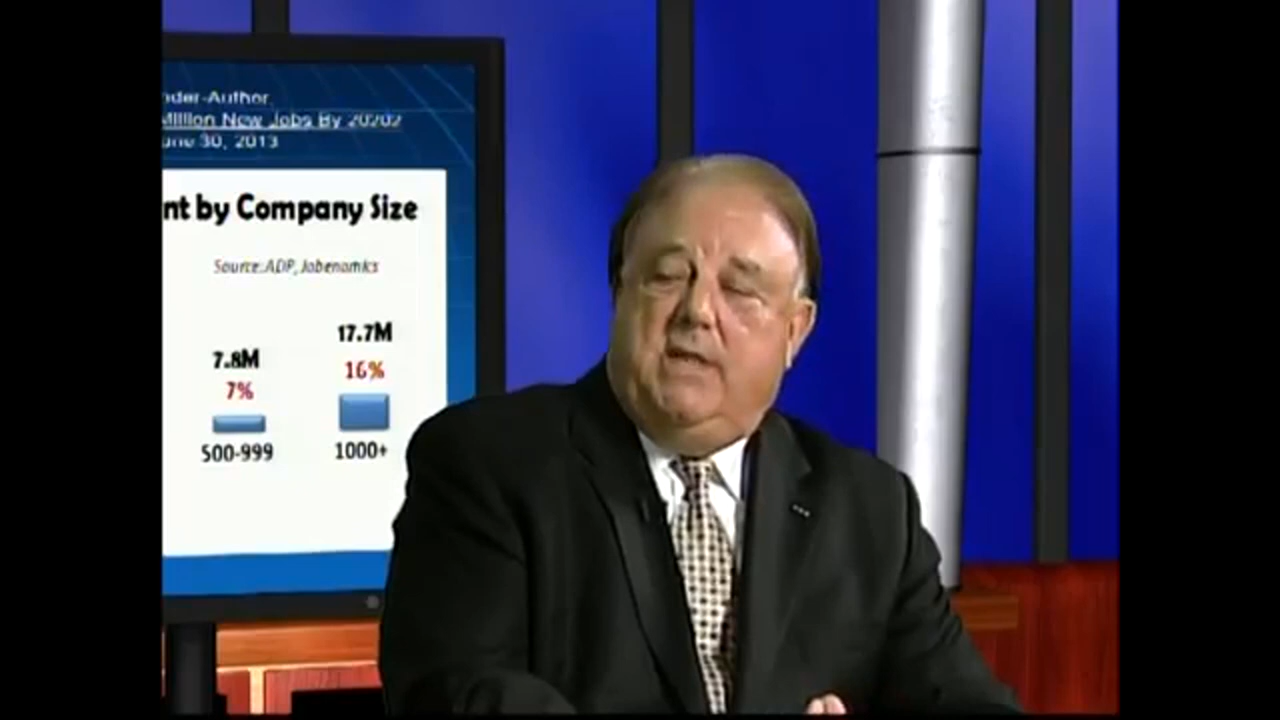 nder-Author
Million New Jobs By 2020?
une 30, 2013
nt by Company Size
Source: ADP, Jobenomics
17.7M
7.8M
16%
7%
500-999
1000+